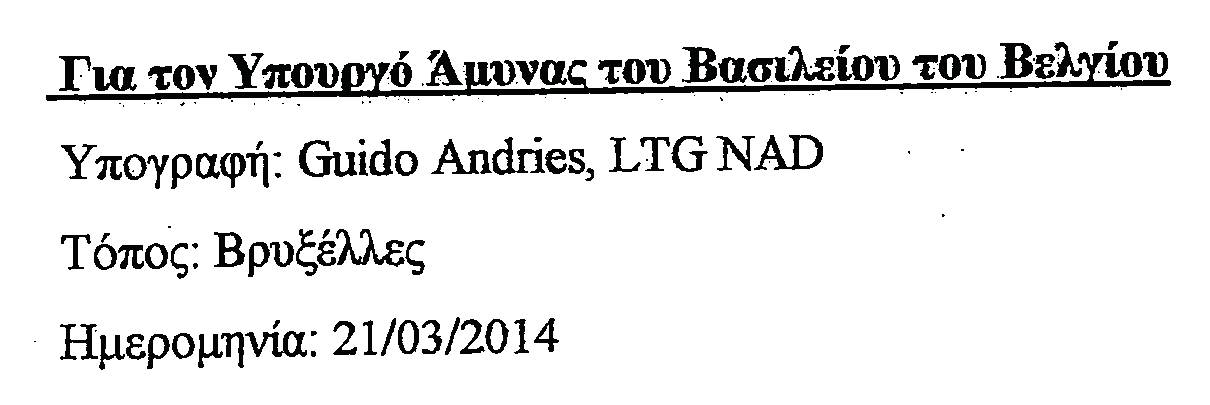 Για τον Υπουργό Άμυνας του Βασιλείου του Βελγίου
Υπογραφή: Guido Andries, LTG NAD
Τόπος: Βρυξέλλες
Ημερομηνία: 21/03/2014